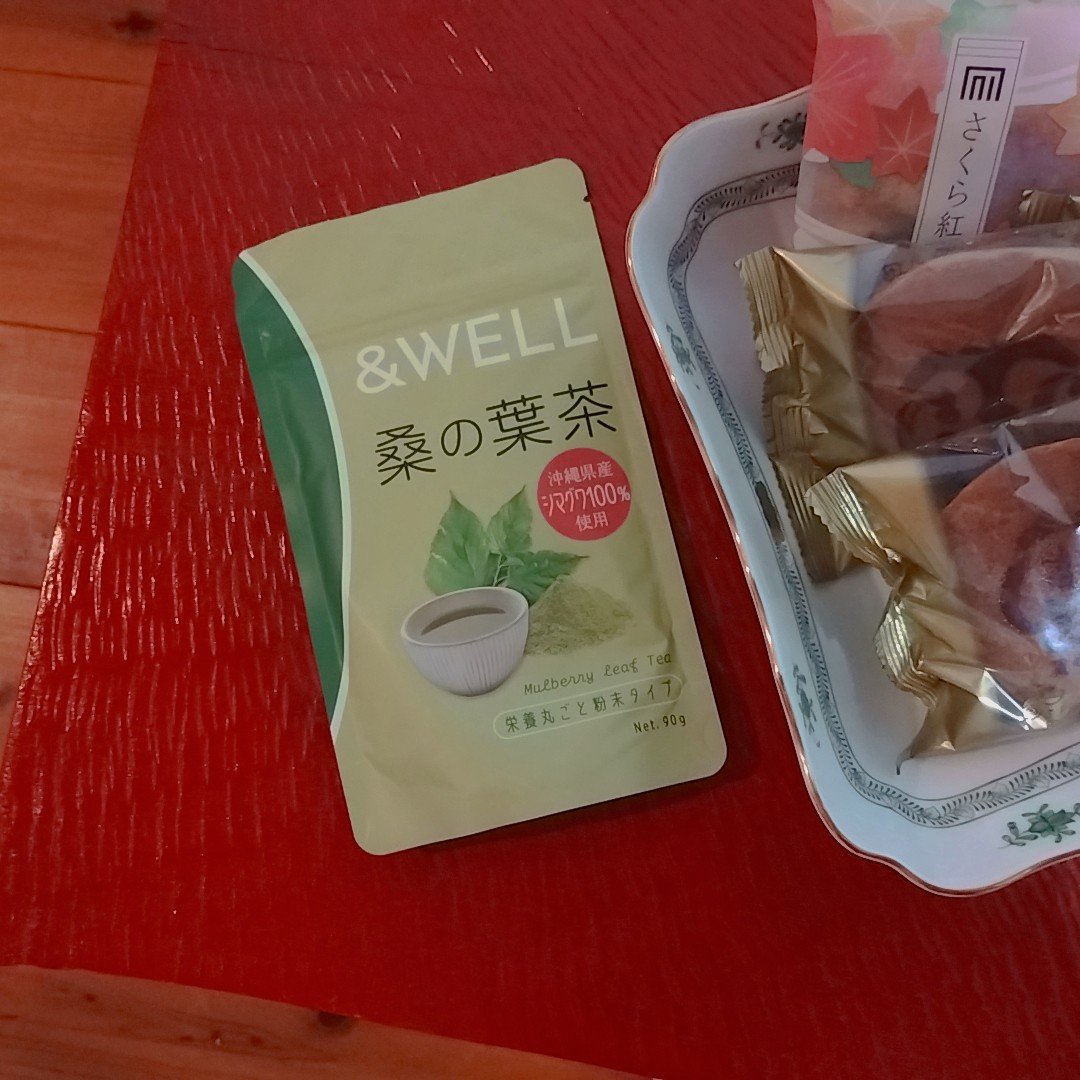 &WELL
桑の葉茶
沖縄県産
シマグワ100%
使用
Mulberry Leaf Tea
栄養丸ごと粉末タイプ
Net.90g
さくら紅